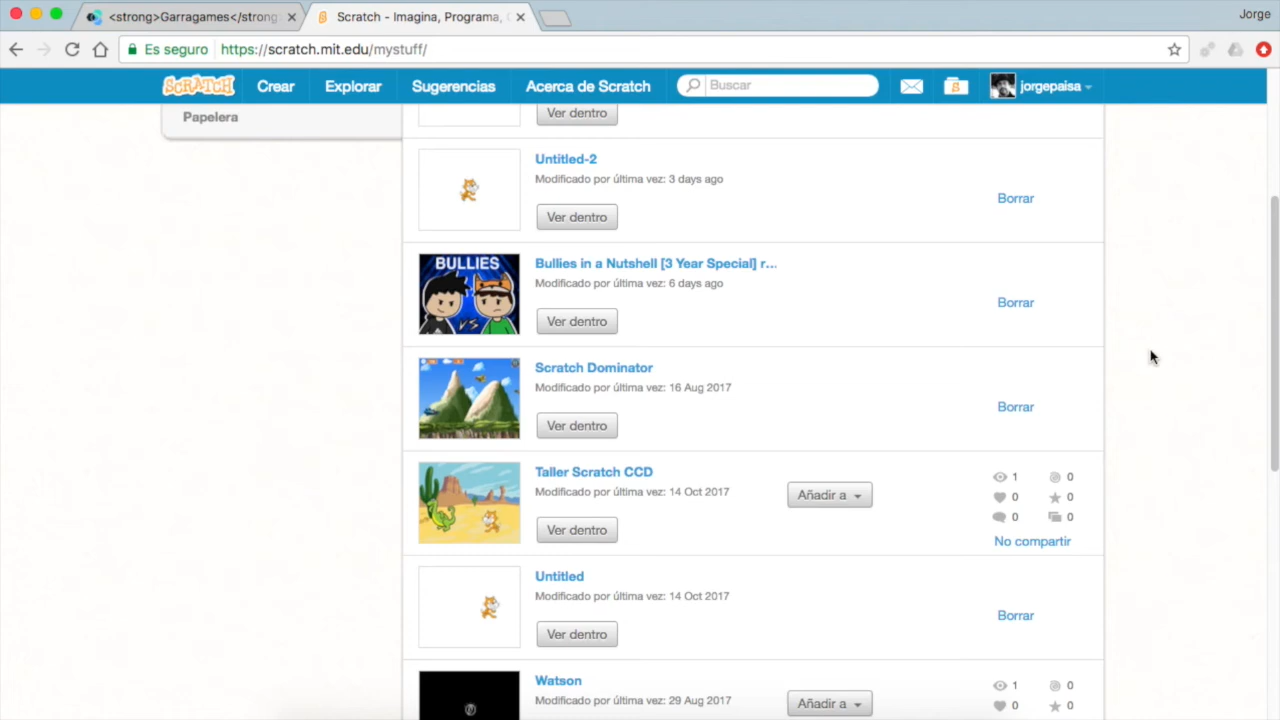 <strong>Garragames</strong
Scratch - Imagina, Programa, C
Jorge
Es seguro
https://scratch.mit.edu/mystuff/
SCRATCH
Crear
Explorar
Sugerencias
Acerca de Scratch
Buscar
jorgepaisa
Papelera
Ver dentro
Untitled-2
Modificado por última vez: 3 days ago
Ver dentro
Borrar
BULLIES
VS
Bullies in a Nutshell [3 Year Special] r...
Modificado por última vez: 6 days ago
Ver dentro
Borrar
Scratch Dominator
Modificado por última vez: 16 Aug 2017
Ver dentro
Borrar
Taller Scratch CCD
Modificado por última vez: 14 Oct 2017
Ver dentro
Añadir a
1 0
0 0
0 0
No compartir
Untitled
Modificado por última vez: 14 Oct 2017
Ver dentro
Borrar
Watson
Modificado por última vez: 29 Aug 2017
Añadir a
1 0
0 0